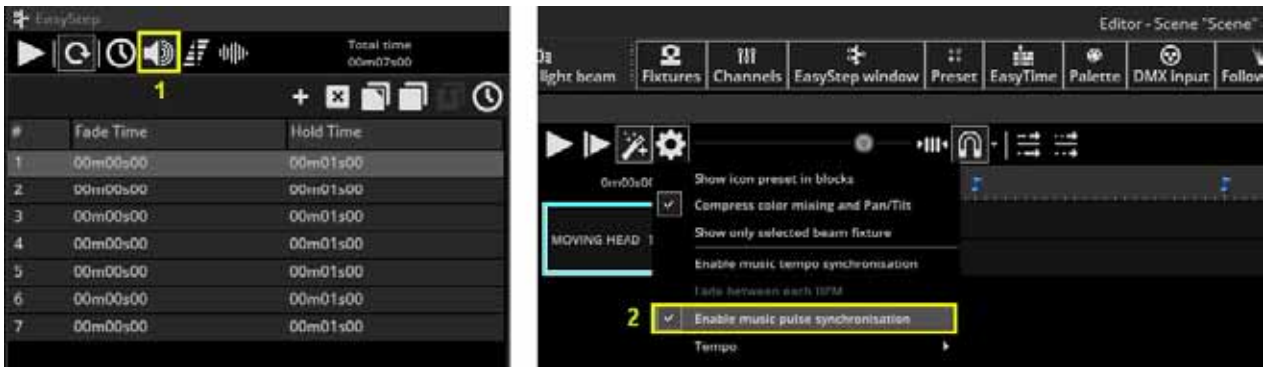 EasyStep
Total time
00m07s00
1
# Fade Time Hold Time
1 00m00s00 00m01s00
2 00m00s00 00m01s00
3 00m00s00 00m01s00
4 00m00s00 00m01s00
5 00m00s00 00m01s00
6 00m00s00 00m01s00
7 00m00s00 00m01s00
Editor - Scene "Scene"
light beam Fixtures Channels EasyStep window Preset EasyTime Palette DMX input Follow
Show icon preset in blocks
Compress color mixing and Pan/Tilt
Show only selected beam fixture
MOVING HEAD 1
Enable music tempo synchronisation
Fade between each BPM
2 Enable music pulse synchronisation
Tempo